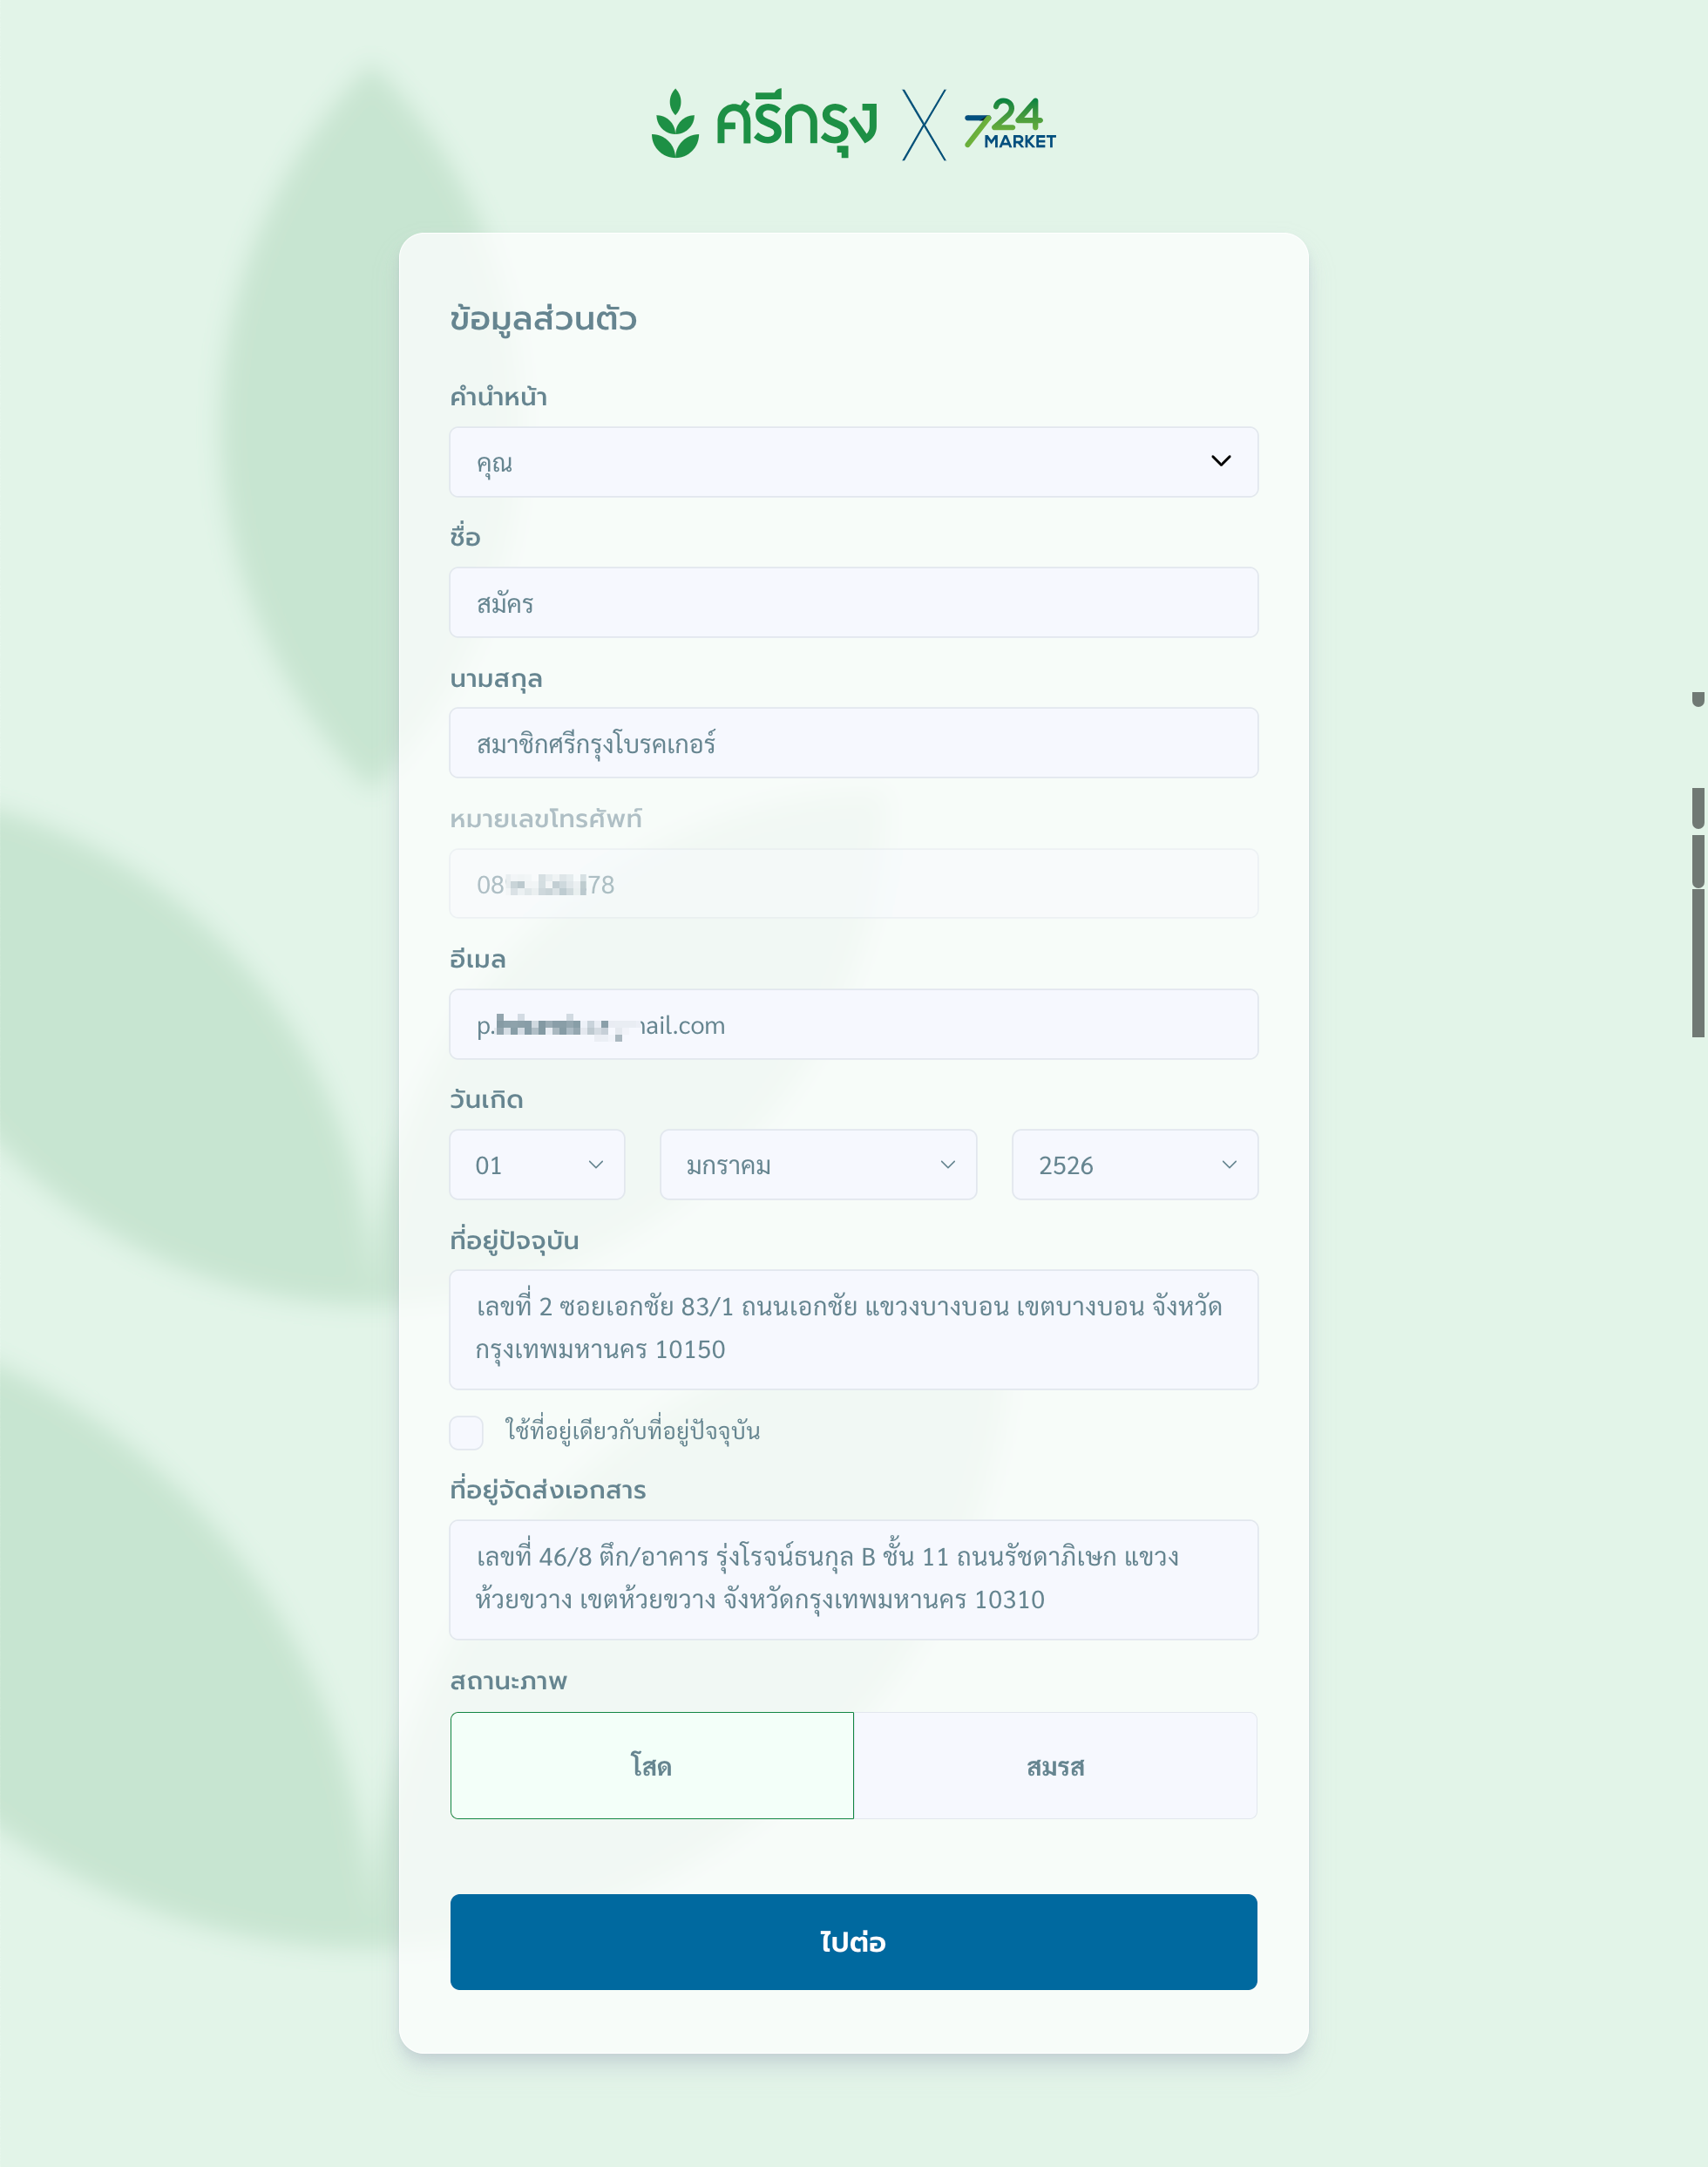 ศรีกรุง
724
MARKET
ข้อมูลส่วนตัว
คำนำหน้า
คุณ
ชื่อ
สมัคร
นามสกุล
สมาชิกศรีกรุงโบรคเกอร์
หมายเลขโทรศัพท์
08 78
อีเมล
p. ail.com
วันเกิด
01 มกราคม 2526
ที่อยู่ปัจจุบัน
เลขที่ 2 ซอยเอกชัย 83/1 ถนนเอกชัย แขวงบางบอน เขตบางบอน จังหวัด
กรุงเทพมหานคร 10150
ใช้ที่อยู่เดียวกับที่อยู่ปัจจุบัน
ที่อยู่จัดส่งเอกสาร
เลขที่ 46/8 ตึก/อาคาร รุ่งโรจน์ธนกุล B ชั้น 11 ถนนรัชดาภิเษก แขวง
ห้วยขวาง เขตห้วยขวาง จังหวัดกรุงเทพมหานคร 10310
สถานะภาพ
โสด สมรส
ไปต่อ